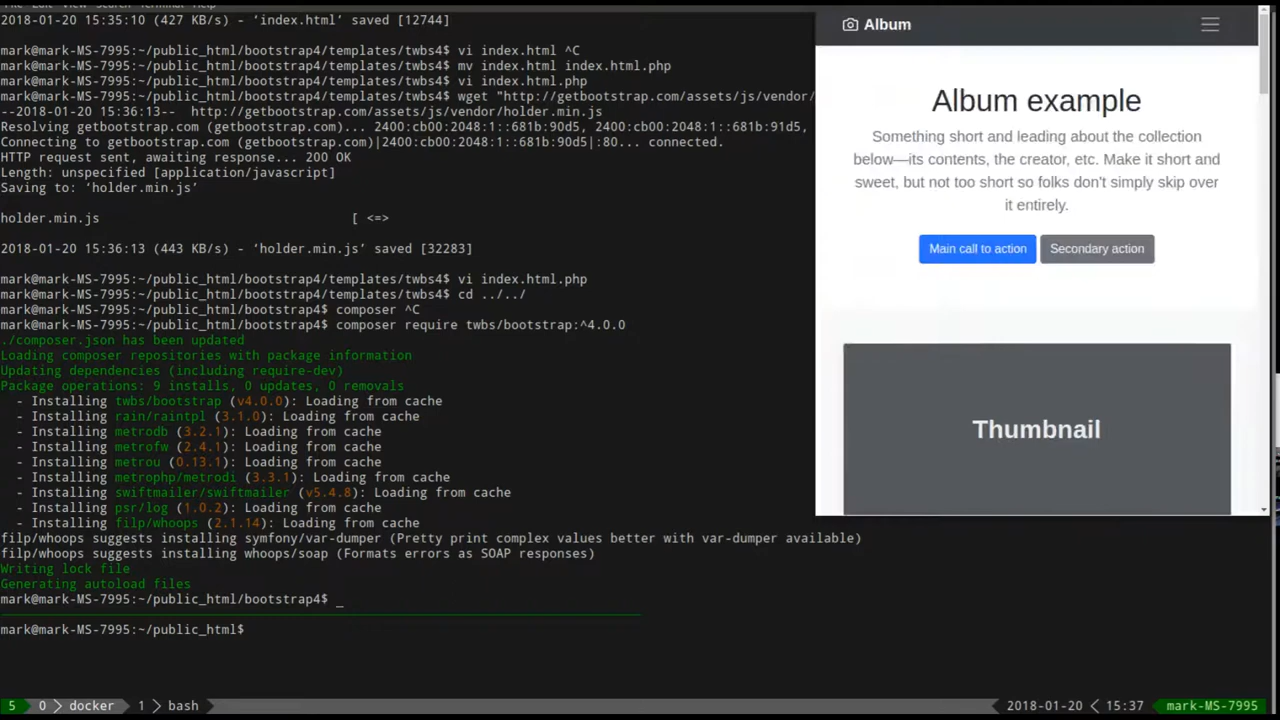 2018-01-20 15:35:10 (427 KB/s) - ‘index.html’ saved [12744]
mark@mark-MS-7995:~/public_html/bootstrap4/templates/twbs4$ vi index.html ^C
mark@mark-MS-7995:~/public_html/bootstrap4/templates/twbs4$ mv index.html index.html.php
mark@mark-MS-7995:~/public_html/bootstrap4/templates/twbs4$ vi index.html.php
mark@mark-MS-7995:~/public_html/bootstrap4/templates/twbs4$ wget "http://getbootstrap.com/assets/js/vendor/
--2018-01-20 15:36:13-- http://getbootstrap.com/assets/js/vendor/holder.min.js
Resolving getbootstrap.com (getbootstrap.com)... 2400:cb00:2048:1::681b:90d5, 2400:cb00:2048:1::681b:91d5,
Connecting to getbootstrap.com (getbootstrap.com)|2400:cb00:2048:1::681b:90d5|:80... connected.
HTTP request sent, awaiting response... 200 OK
Length: unspecified [application/javascript]
Saving to: ‘holder.min.js’
holder.min.js [ <=>
2018-01-20 15:36:13 (443 KB/s) - ‘holder.min.js’ saved [32283]
mark@mark-MS-7995:~/public_html/bootstrap4/templates/twbs4$ vi index.html.php
mark@mark-MS-7995:~/public_html/bootstrap4/templates/twbs4$ cd ../../
mark@mark-MS-7995:~/public_html/bootstrap4$ composer ^C
mark@mark-MS-7995:~/public_html/bootstrap4$ composer require twbs/bootstrap:^4.0.0
./composer.json has been updated
Loading composer repositories with package information
Updating dependencies (including require-dev)
Package operations: 9 installs, 0 updates, 0 removals
- Installing twbs/bootstrap (v4.0.0): Loading from cache
- Installing rain/raintpl (3.1.0): Loading from cache
- Installing metrodb (3.2.1): Loading from cache
- Installing metrofw (2.4.1): Loading from cache
- Installing metrou (0.13.1): Loading from cache
- Installing metrophp/metrodi (3.3.1): Loading from cache
- Installing swiftmailer/swiftmailer (v5.4.8): Loading from cache
- Installing psr/log (1.0.2): Loading from cache
- Installing filp/whoops (2.1.14): Loading from cache
filp/whoops suggests installing symfony/var-dumper (Pretty print complex values better with var-dumper available)
filp/whoops suggests installing whoops/soap (Formats errors as SOAP responses)
Writing lock file
Generating autoload files
mark@mark-MS-7995:~/public_html/bootstrap4$ _
mark@mark-MS-7995:~/public_html$
Album
Album example
Something short and leading about the collection
below—its contents, the creator, etc. Make it short and
sweet, but not too short so folks don't simply skip over
it entirely.
Main call to action
Secondary action
Thumbnail
5 0 docker 1 bash
2018-01-20 15:37 mark-MS-7995